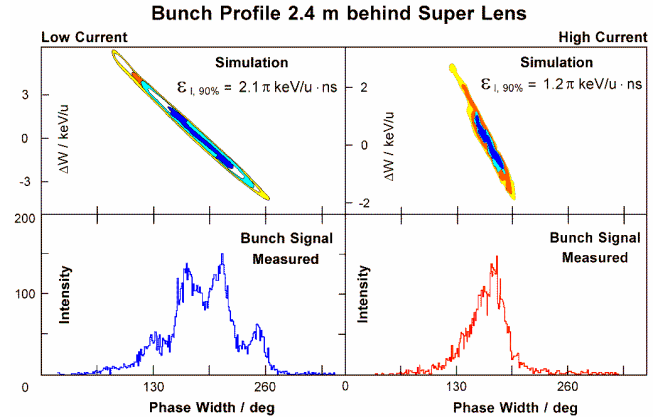 Bunch Profile 2.4 m behind Super Lens
Low Current
High Current
Simulation
ε l, 90% = 2.1 π keV/u · ns
3
0
-3
ΔW / keV/u
Simulation
ε l, 90% = 1.2 π keV/u · ns
2
0
-2
ΔW / keV/u
200
100
0
Intensity
Bunch Signal
Measured
130
260
Phase Width / deg
Intensity
Bunch Signal
Measured
0
130
260
Phase Width / deg